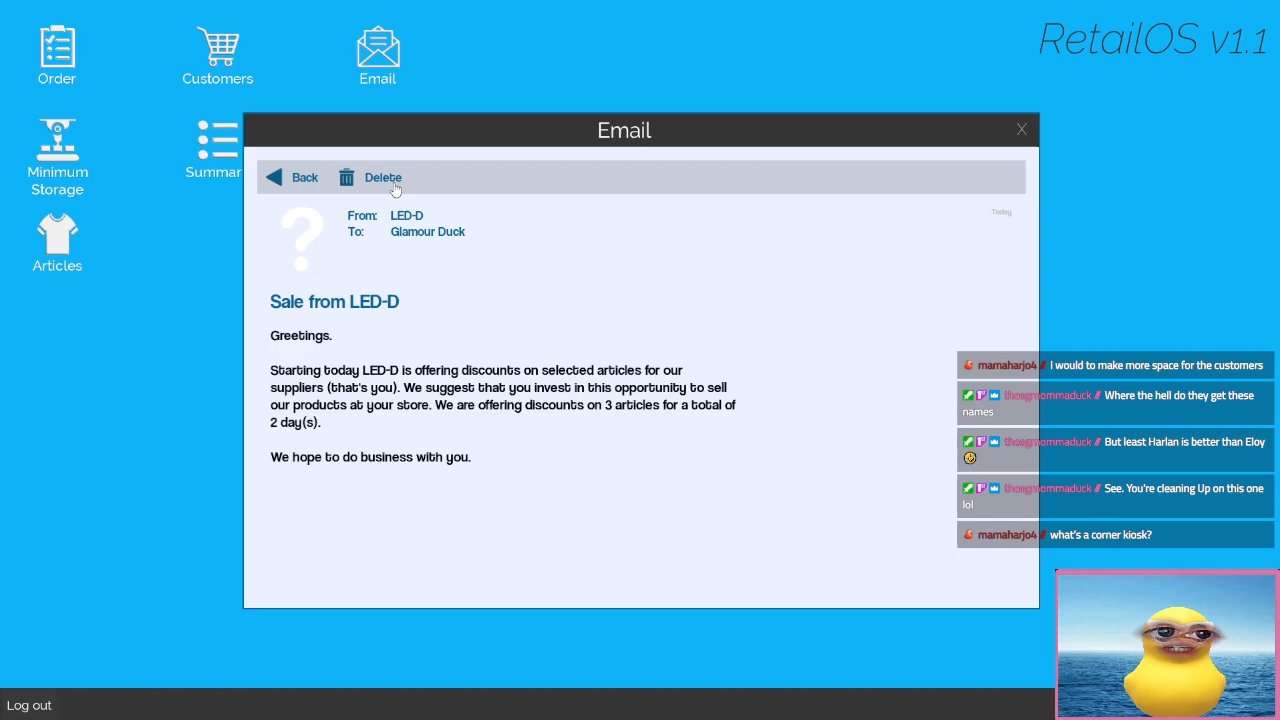 RetailOS v1.1
Order
Customers
Email
Minimum
Storage
Summar
Articles
Email
X
Back
Delete
From: LED-D
To: Glamour Duck
Today
Sale from LED-D
Greetings.
Starting today LED-D is offering discounts on selected articles for our
suppliers (that's you). We suggest that you invest in this opportunity to sell
our products at your store. We are offering discounts on 3 articles for a total of
2 day(s).
We hope to do business with you.
mamaharjo4 // I would to make more space for the customers
thoogmommaduck // Where the hell do they get these
names
thoogmommaduck // But least Harlan is better than Eloy
thoogmommaduck // See. You're cleaning Up on this one
lol
mamaharjo4 // what's a corner kiosk?
Log out